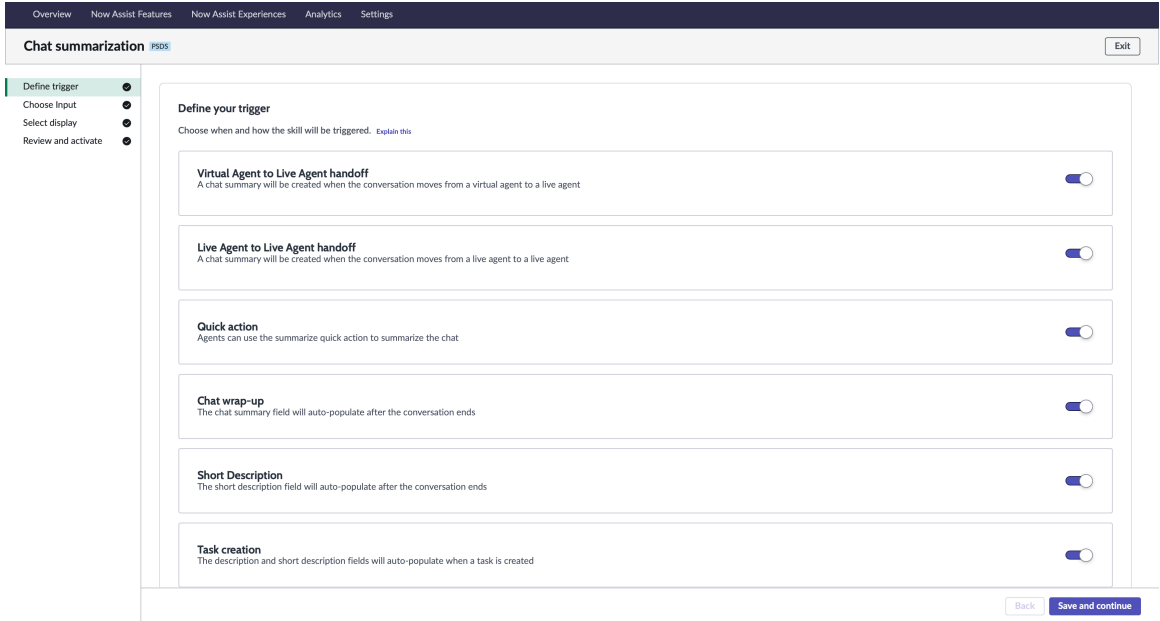 Overview Now Assist Features Now Assist Experiences Analytics Settings
Chat summarization PSDS
Exit
Define trigger
Choose Input
Select display
Review and activate
Define your trigger
Choose when and how the skill will be triggered. Explain this
Virtual Agent to Live Agent handoff
A chat summary will be created when the conversation moves from a virtual agent to a live agent
Live Agent to Live Agent handoff
A chat summary will be created when the conversation moves from a live agent to a live agent
Quick action
Agents can use the summarize quick action to summarize the chat
Chat wrap-up
The chat summary field will auto-populate after the conversation ends
Short Description
The short description field will auto-populate after the conversation ends
Task creation
The description and short description fields will auto-populate when a task is created
Back Save and continue